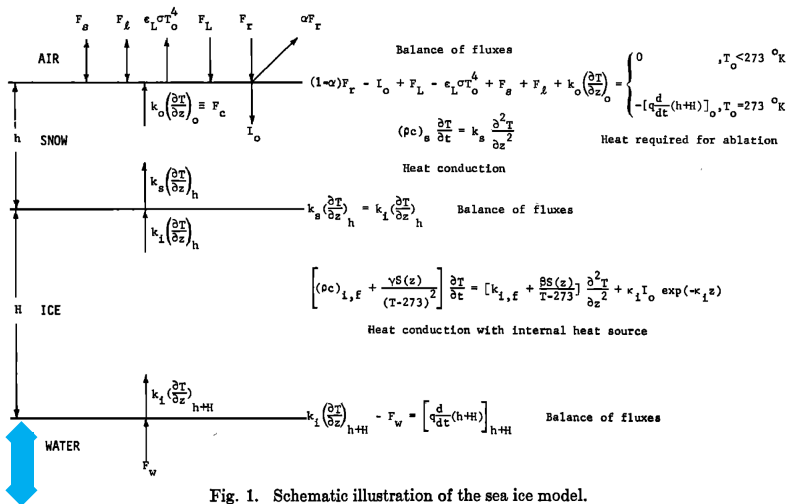 F_s F_ℓ ε_LσT_o^4 F_L F_r αF_r
AIR
Balance of fluxes
(1-α)F_r - I_o + F_L - ε_LσT_o^4 + F_s + F_ℓ + k_o(∂T/∂z)_o = { 0 ,T_o<273 °K
-[q d/dt(h+H)]_o,T_o=273 °K
k_o(∂T/∂z)_o ≡ F_c
I_o
h SNOW
(ρc)_s ∂T/∂t = k_s ∂²T/∂z²
Heat required for ablation
Heat conduction
k_s(∂T/∂z)_h
k_s(∂T/∂z)_h = k_i(∂T/∂z)_h Balance of fluxes
k_i(∂T/∂z)_h
[(ρc)_i,f + γS(z)/(T-273)²] ∂T/∂t = [k_i,f + βS(z)/T-273] ∂²T/∂z² + κ_i I_o exp(-κ_i z)
H ICE
Heat conduction with internal heat source
k_i(∂T/∂z)_h+H
k_i(∂T/∂z)_h+H - F_w = [q d/dt(h+H)]_h+H Balance of fluxes
WATER
F_w
Fig. 1. Schematic illustration of the sea ice model.